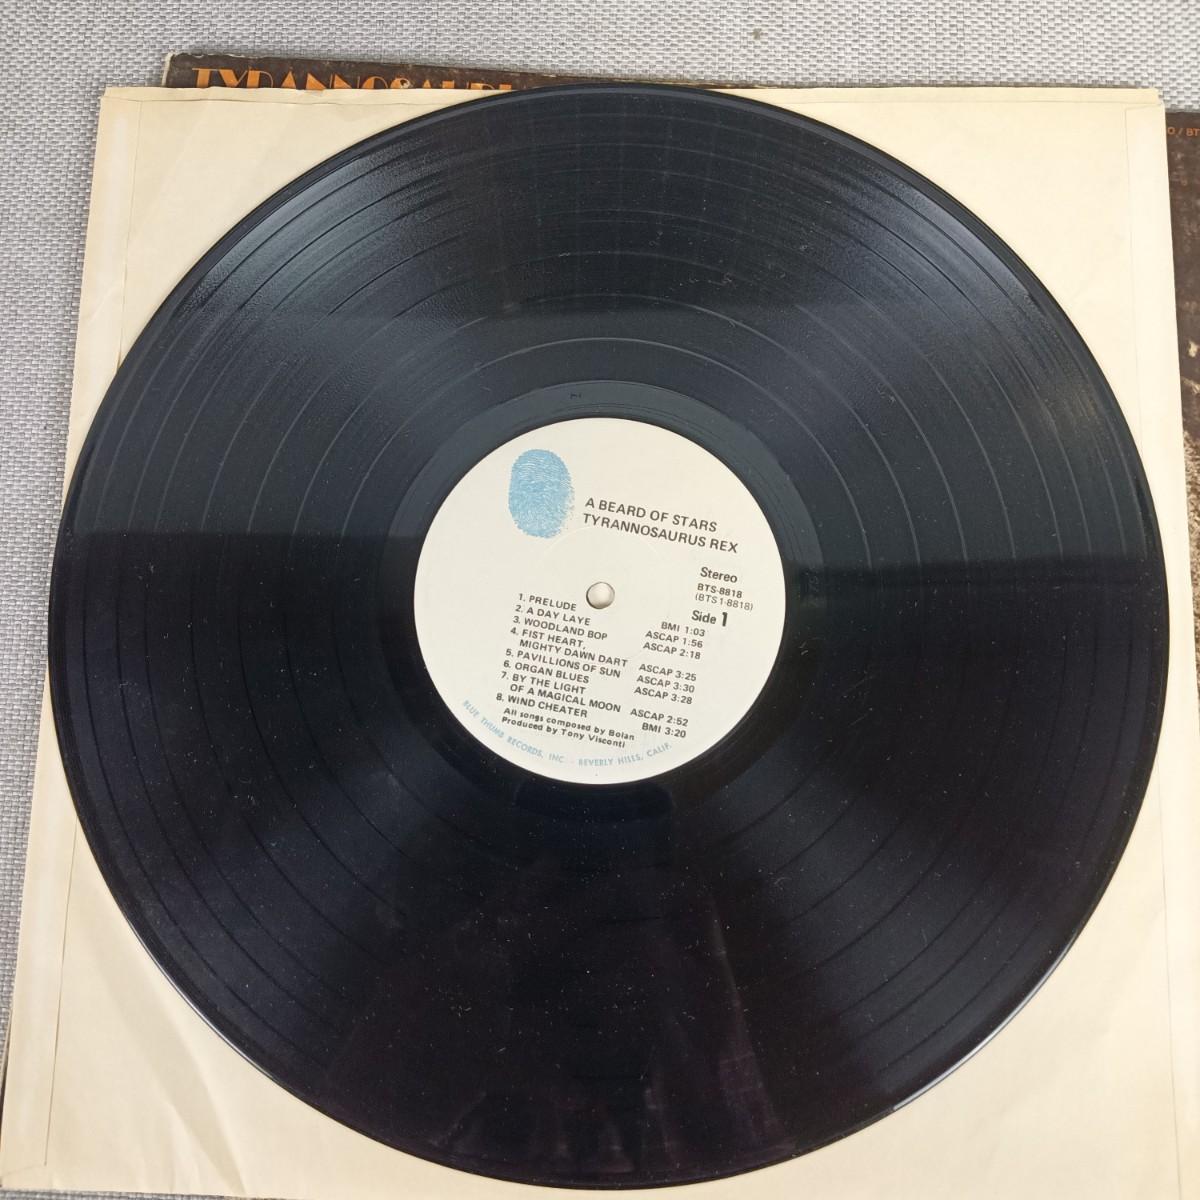 TYRANNOSAURU
O / BT
A BEARD OF STARS
TYRANNOSAURUS REX
Stereo
BTS-8818
(BTS 1-8818)
Side 1
1. PRELUDE BMI 1:03
2. A DAY LAYE ASCAP 1:56
3. WOODLAND BOP ASCAP 2:18
4. FIST HEART,
MIGHTY DAWN DART ASCAP 3:25
5. PAVILLIONS OF SUN ASCAP 3:30
6. ORGAN BLUES ASCAP 3:28
7. BY THE LIGHT
OF A MAGICAL MOON ASCAP 2:52
8. WIND CHEATER BMI 3:20
All songs composed by Bolan
Produced by Tony Visconti
BLUE THUMB RECORDS, INC. - BEVERLY HILLS, CALIF.